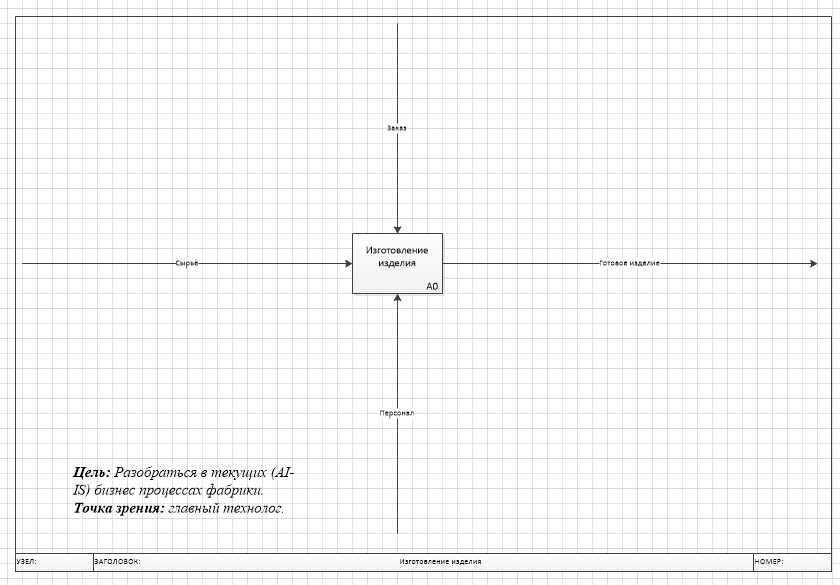 Заказ
Изготовление
изделия
A0
Сырьё
Готовое изделие
Персонал
Цель: Разобраться в текущих (AI-
IS) бизнес процессах фабрики.
Точка зрения: главный технолог.
УЗЕЛ:
ЗАГОЛОВОК:
Изготовление изделия
НОМЕР: